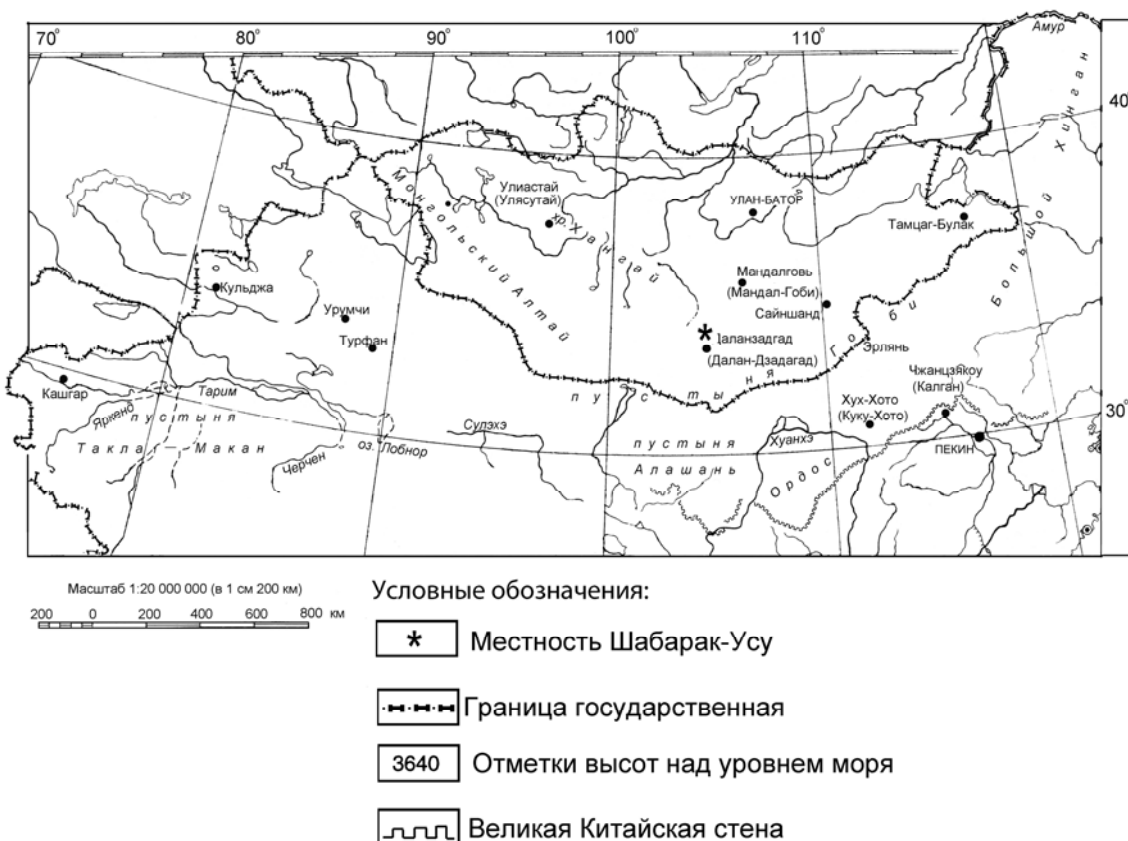 70°
80°
90°
100°
110°
Амур
40°
Большой Хинган
Монгольский Алтай
Улиастай
(Улясутай)
хр. Хангай
УЛАН-БАТОР
Тамцаг-Булак
Мандалговь
(Мандал-Гоби)
Сайншанд
Кульджа
Урумчи
Турфан
*
Даланзадгад
(Далан-Дзадагад)
пустыня Гоби
Эрлянь
Чжанцзякоу
(Калган)
Хух-Хото
(Куку-Хото)
30°
Кашгар
Яркенд
Тарим
пустыня
Такла Макан
Черчен
оз. Лобнор
Сулэхэ
пустыня
Алашань
Хуанхэ
Ордос
ПЕКИН
Масштаб 1:20 000 000 (в 1 см 200 км)
200 0 200 400 600 800 км
Условные обозначения:
* Местность Шабарак-Усу
Граница государственная
3640 Отметки высот над уровнем моря
Великая Китайская стена